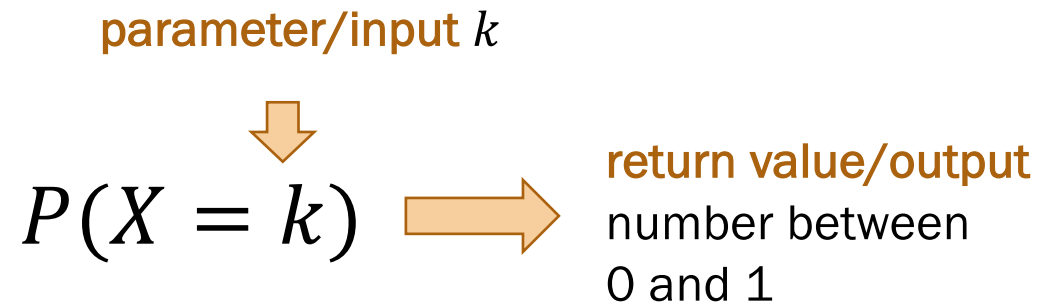 parameter/input k
P(X = k)
return value/output
number between
0 and 1